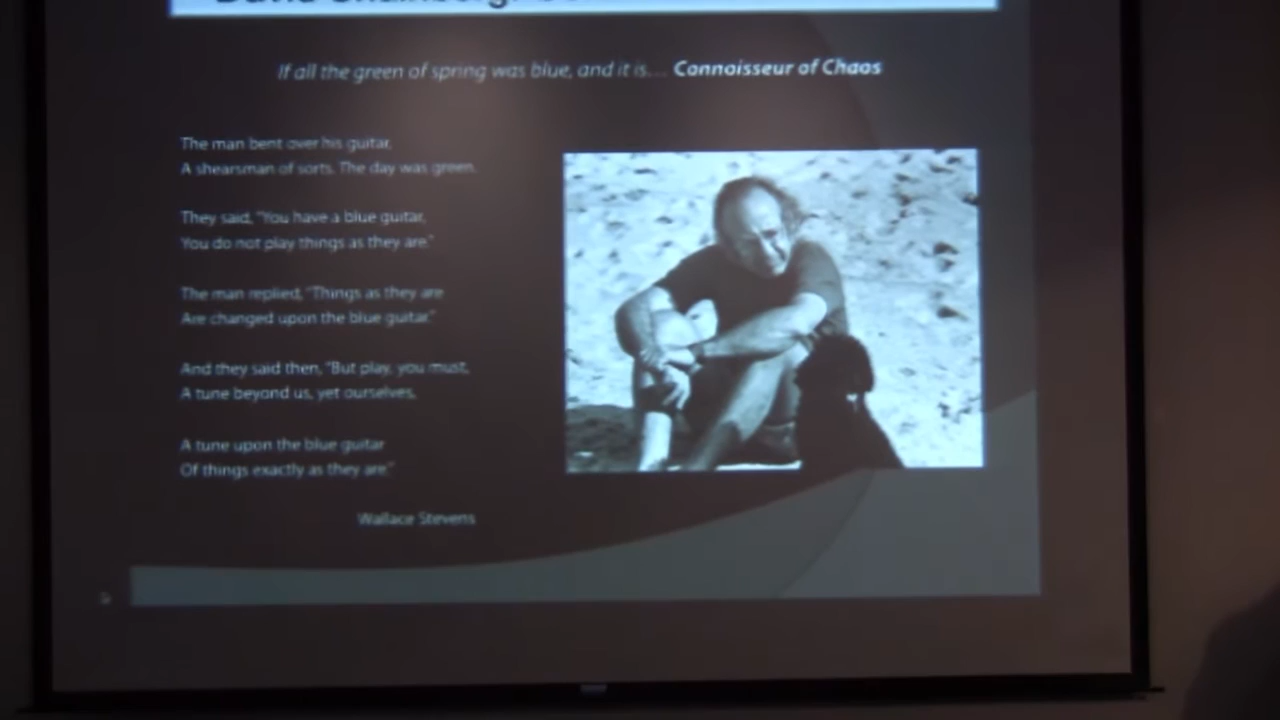 If all the green of spring was blue, and it is... Connoisseur of Chaos
The man bent over his guitar,
A shearsman of sorts. The day was green.
They said, "You have a blue guitar,
You do not play things as they are."
The man replied, "Things as they are
Are changed upon the blue guitar."
And they said then, "But play, you must,
A tune beyond us, yet ourselves,
A tune upon the blue guitar
Of things exactly as they are."
Wallace Stevens